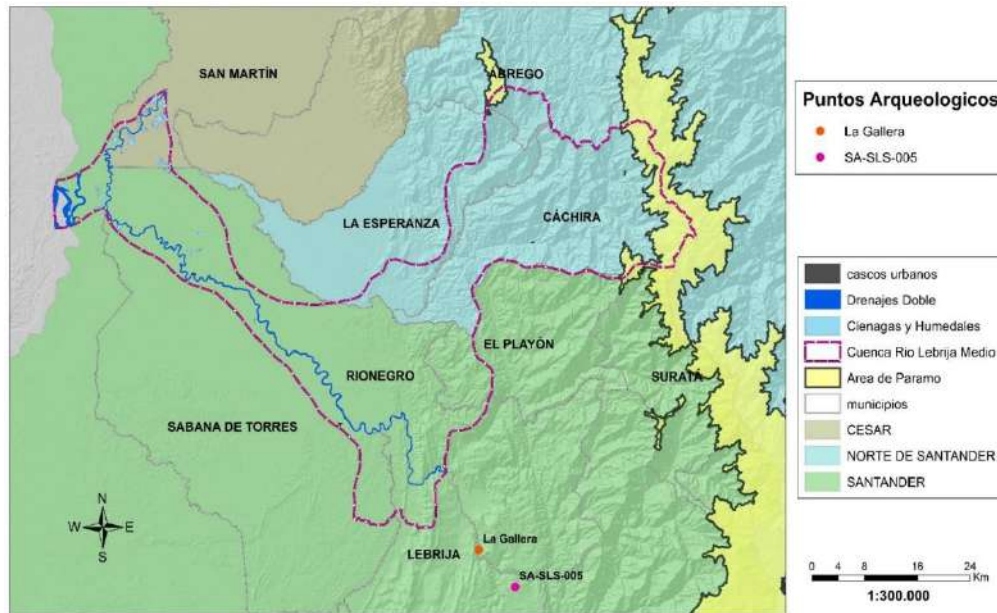 SAN MARTÍN
ABREGO
LA ESPERANZA
CÁCHIRA
EL PLAYÓN
SURATÁ
RIONEGRO
SABANA DE TORRES
LEBRIJA
La Gallera
SA-SLS-005
N
W
E
S
Puntos Arqueologicos
La Gallera
SA-SLS-005
cascos urbanos
Drenajes Doble
Cienagas y Humedales
Cuenca Rio Lebrija Medio
Area de Paramo
municipios
CESAR
NORTE DE SANTANDER
SANTANDER
0 4 8 16 24
Km
1:300.000